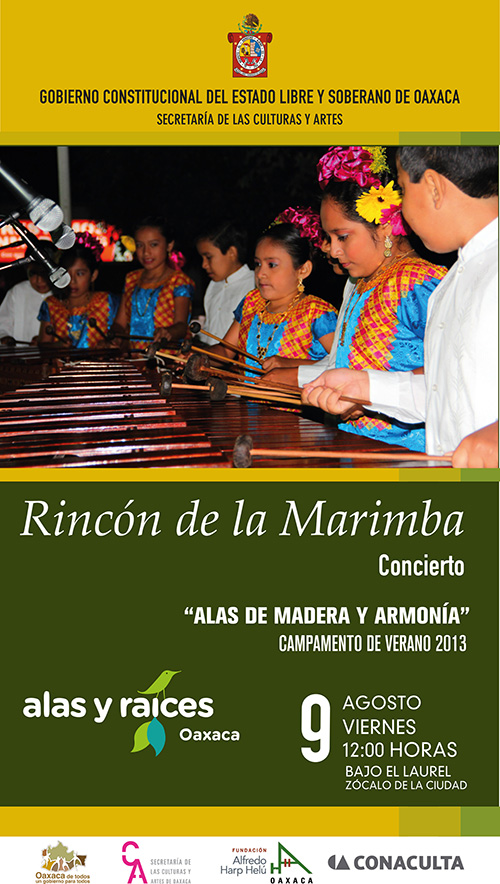 GOBIERNO CONSTITUCIONAL DEL ESTADO LIBRE Y SOBERANO DE OAXACA
SECRETARÍA DE LAS CULTURAS Y ARTES
Rincón de la Marimba
Concierto
“ALAS DE MADERA Y ARMONÍA”
CAMPAMENTO DE VERANO 2013
alas y raíces
Oaxaca
9
AGOSTO
VIERNES
12:00 HORAS
BAJO EL LAUREL
ZÓCALO DE LA CIUDAD
Oaxaca de todos
un gobierno para todos
CA
SECRETARÍA DE
LAS CULTURAS Y
ARTES DE OAXACA
FUNDACIÓN
Alfredo
Harp Helú
OAXACA
CONACULTA